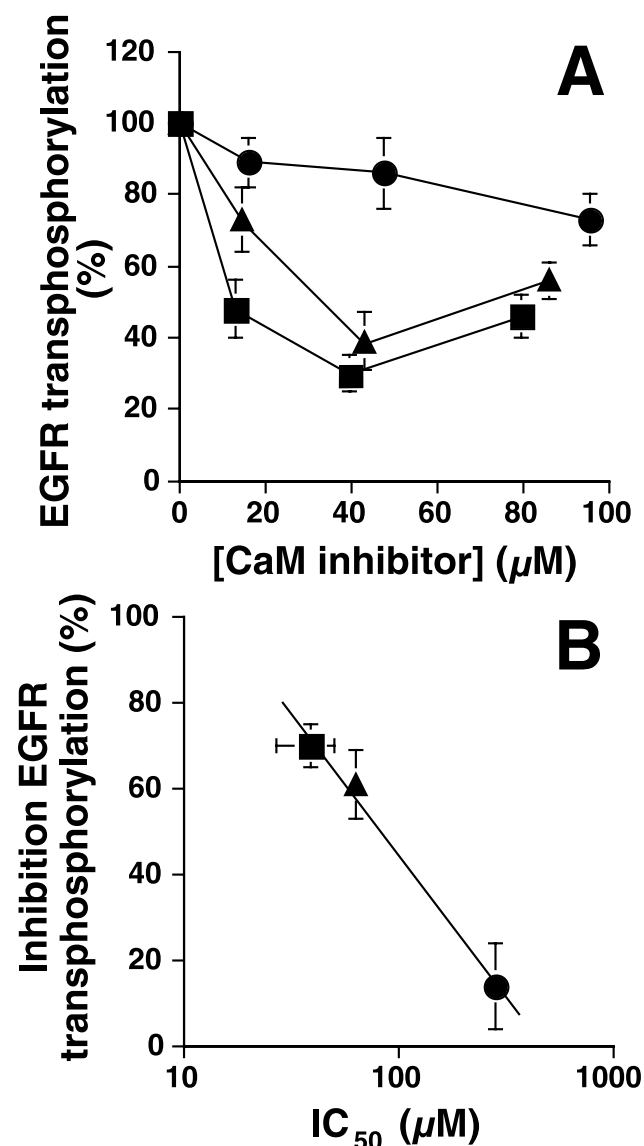 A
EGFR transphosphorylation
(%)
120
100
80
60
40
20
0
0 20 40 60 80 100
[CaM inhibitor] (µM)
B
Inhibition EGFR
transphosphorylation (%)
100
80
60
40
20
0
10 100 1000
IC50 (µM)